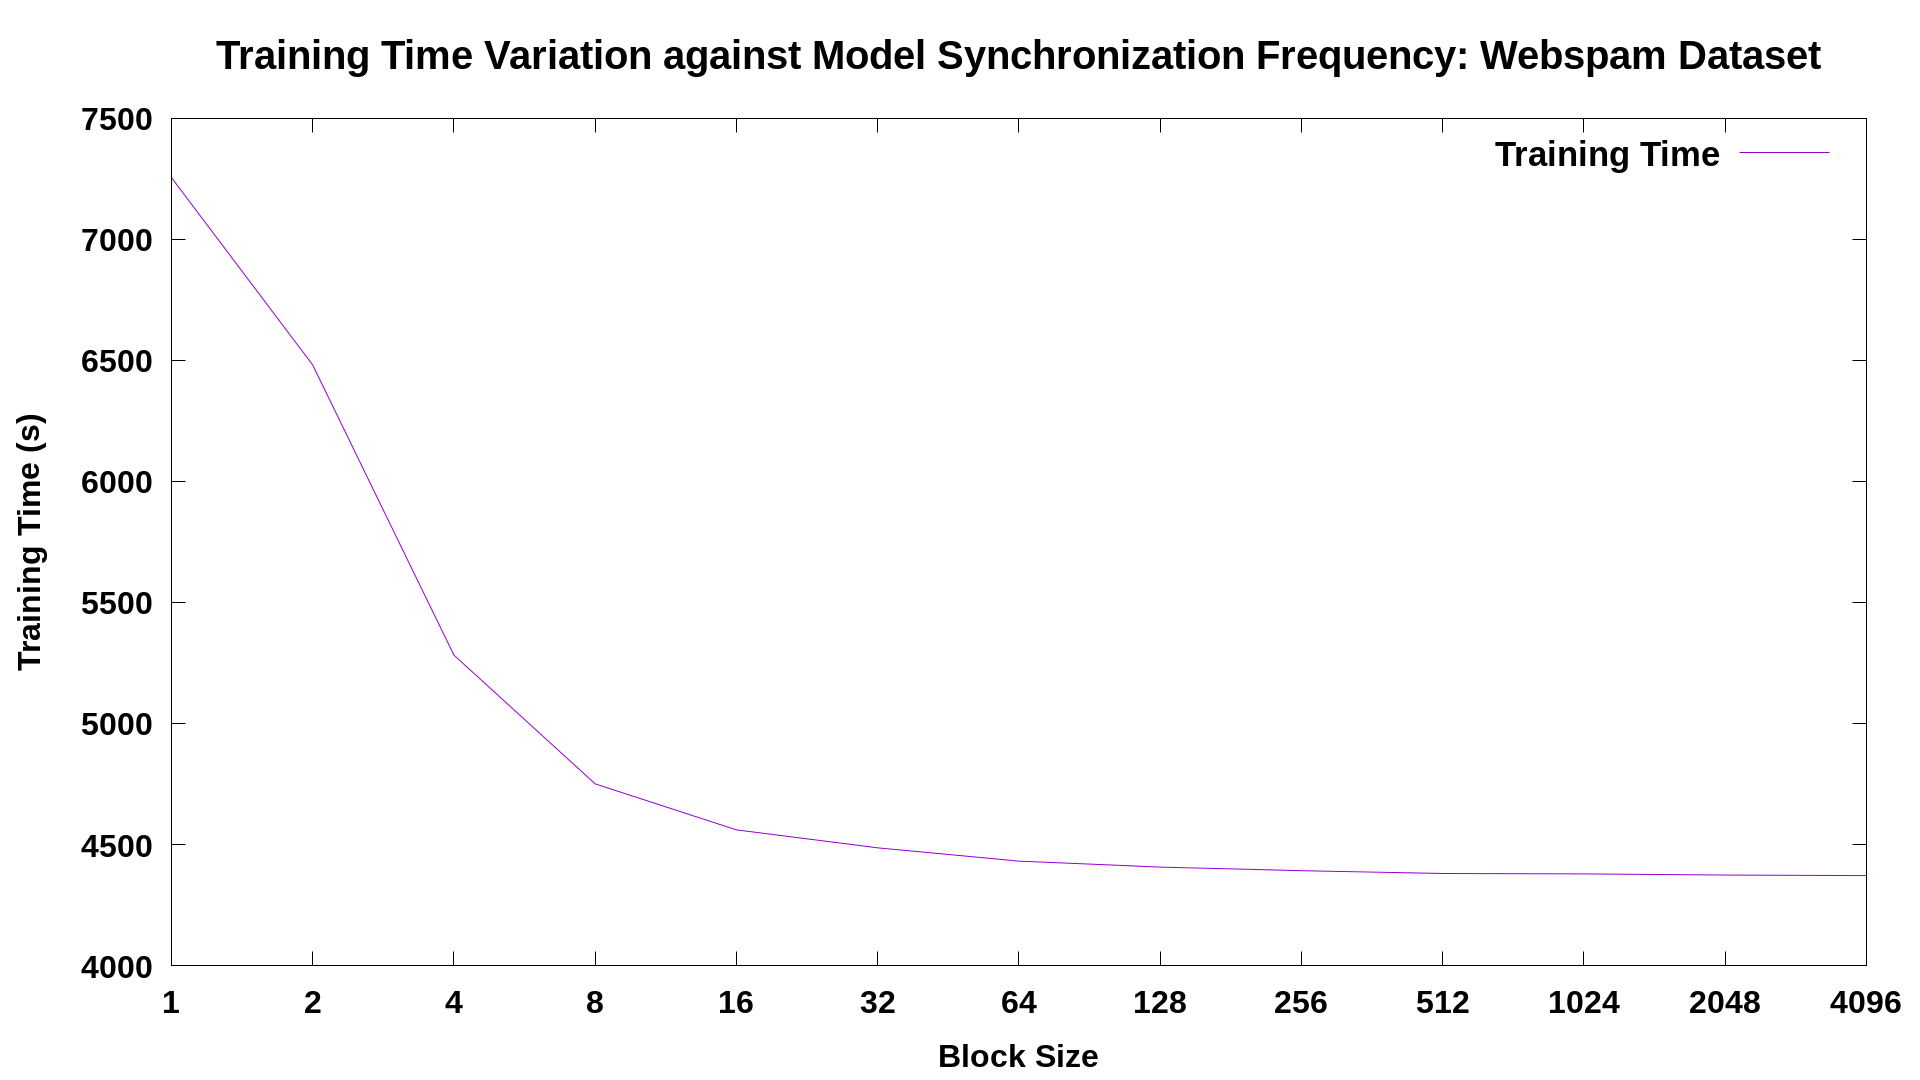 Training Time Variation against Model Synchronization Frequency: Webspam Dataset
Training Time
7500
7000
6500
6000
5500
5000
4500
4000
Training Time (s)
1 2 4 8 16 32 64 128 256 512 1024 2048 4096
Block Size